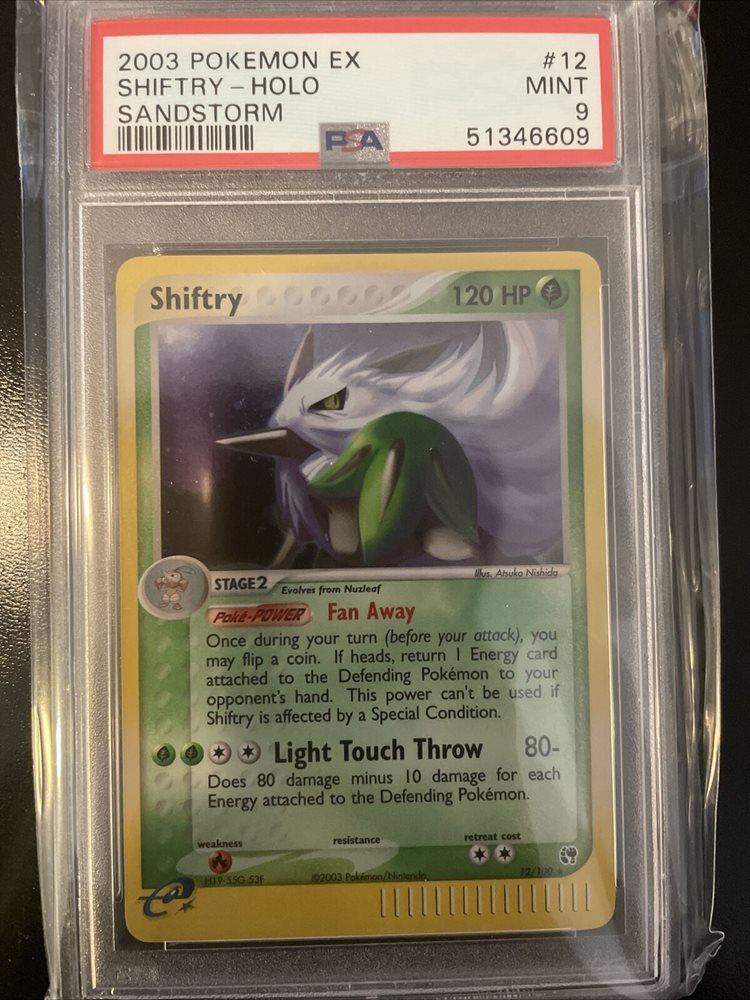 2003 POKEMON EX #12
SHIFTRY - HOLO MINT
SANDSTORM 9
PSA 51346609
Shiftry 120 HP
Illus. Atsuko Nishida
STAGE2 Evolves from Nuzleaf
Poké-POWER Fan Away
Once during your turn (before your attack), you
may flip a coin. If heads, return 1 Energy card
attached to the Defending Pokémon to your
opponent's hand. This power can't be used if
Shiftry is affected by a Special Condition.
Light Touch Throw 80-
Does 80 damage minus 10 damage for each
Energy attached to the Defending Pokémon.
weakness resistance retreat cost
H19-55G-53F ©2003 Pokémon/Nintendo 12/100 ★
e